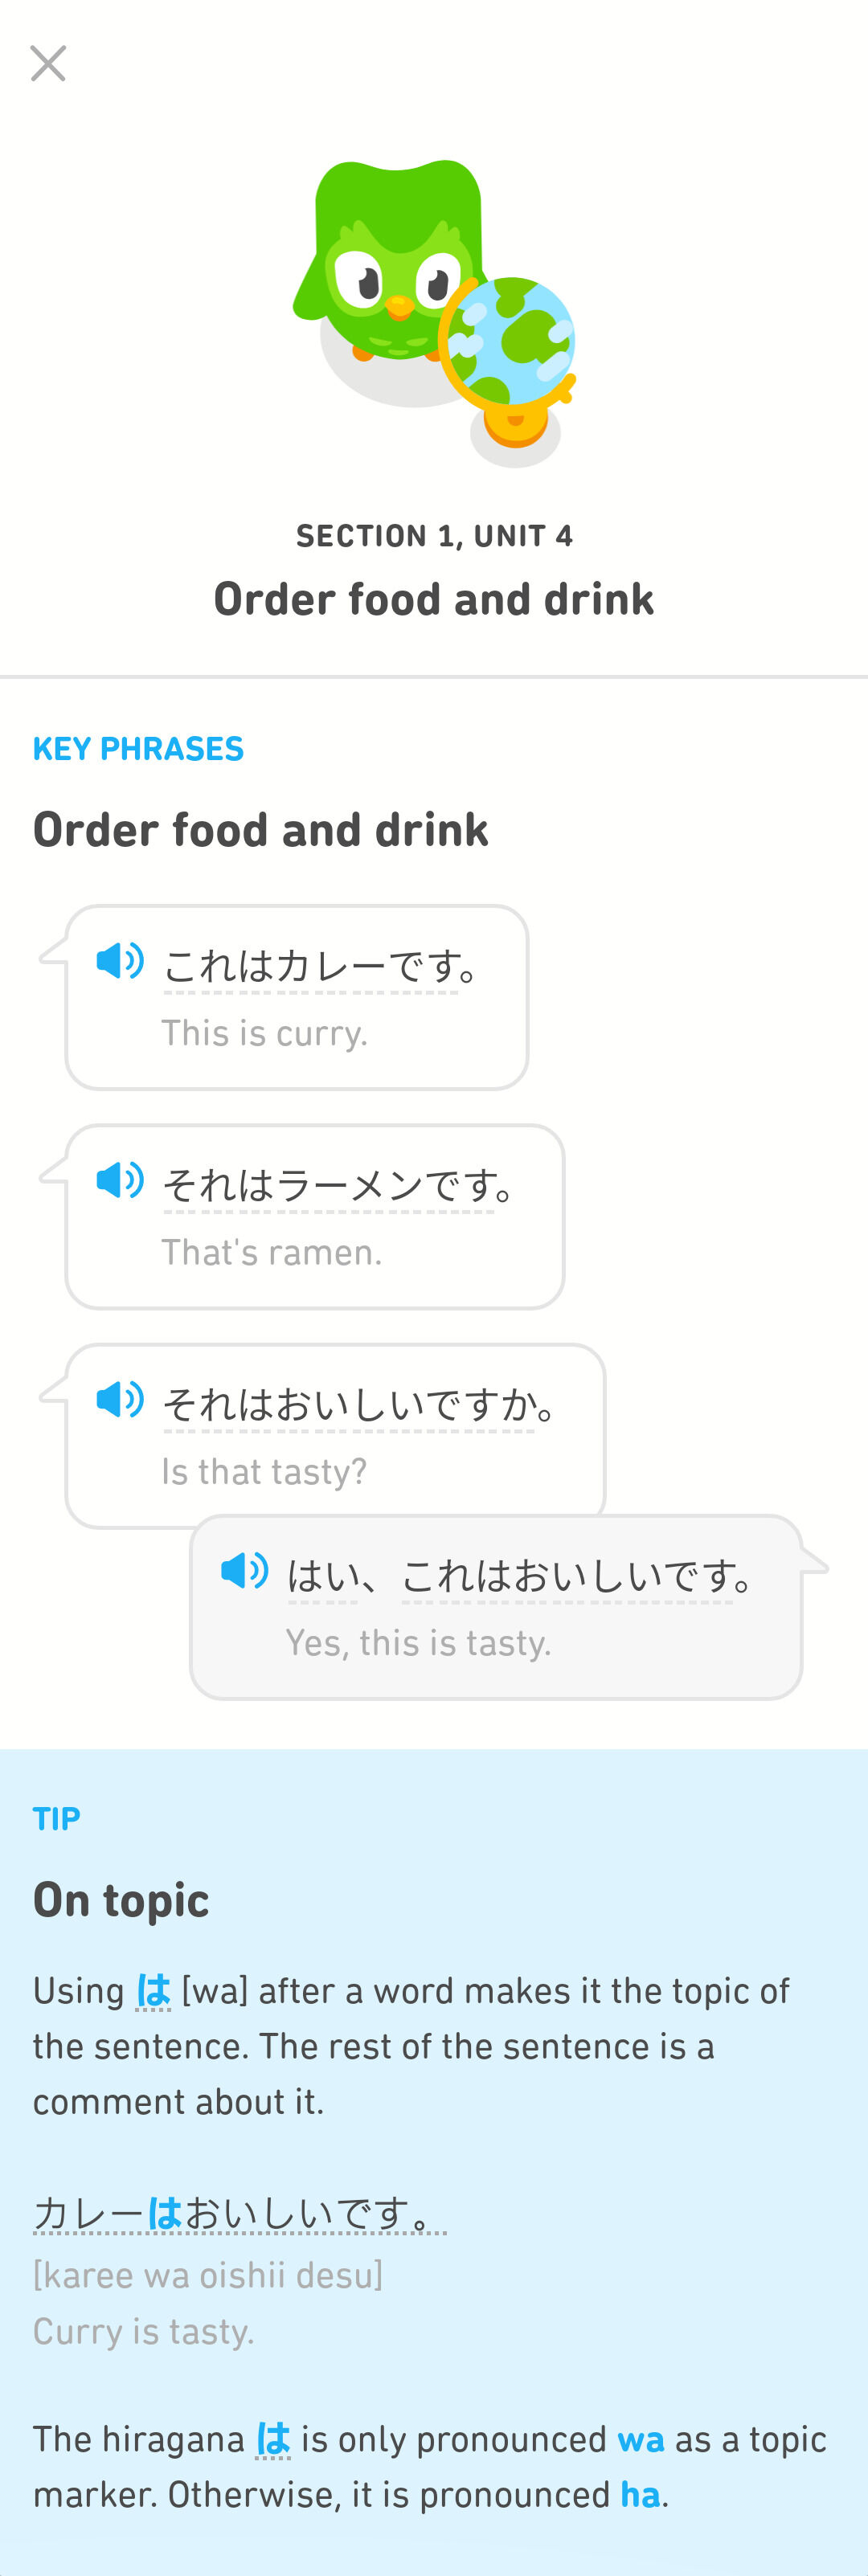 SECTION 1, UNIT 4
Order food and drink
KEY PHRASES
Order food and drink
これはカレーです。
This is curry.
それはラーメンです。
That's ramen.
それはおいしいですか。
Is that tasty?
はい、これはおいしいです。
Yes, this is tasty.
TIP
On topic
Using は [wa] after a word makes it the topic of
the sentence. The rest of the sentence is a
comment about it.
カレーはおいしいです。
[karee wa oishii desu]
Curry is tasty.
The hiragana は is only pronounced wa as a topic
marker. Otherwise, it is pronounced ha.